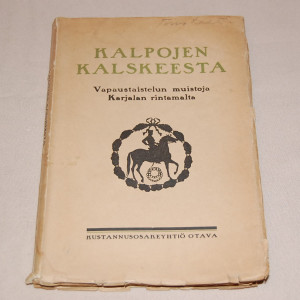 KALPOJEN
KALSKEESTA
Vapaustaistelun muistoja
Karjalan rintamalta
KUSTANNUSOSAKEYHTIÖ OTAVA